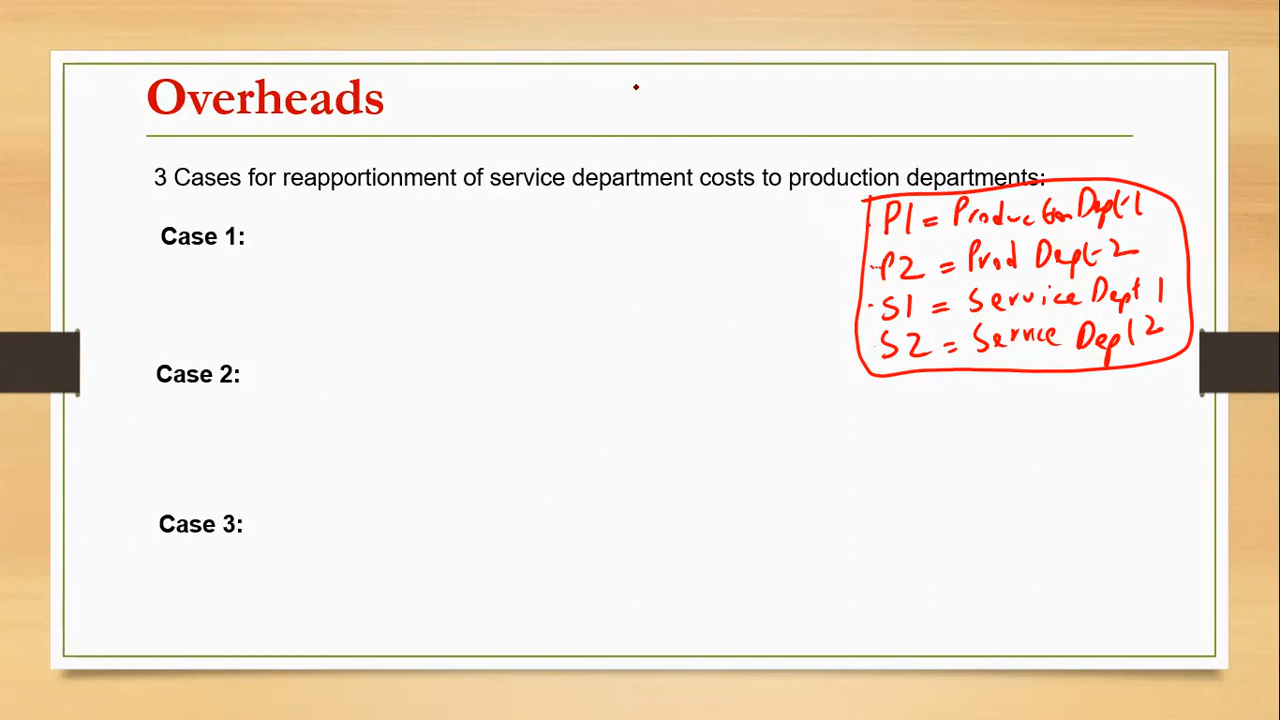 Overheads
3 Cases for reapportionment of service department costs to production departments:
P1 = Production Dept-1
Case 1:
P2 = Prod Dept-2
S1 = Service Dept 1
S2 = Service Dept 2
Case 2:
Case 3: